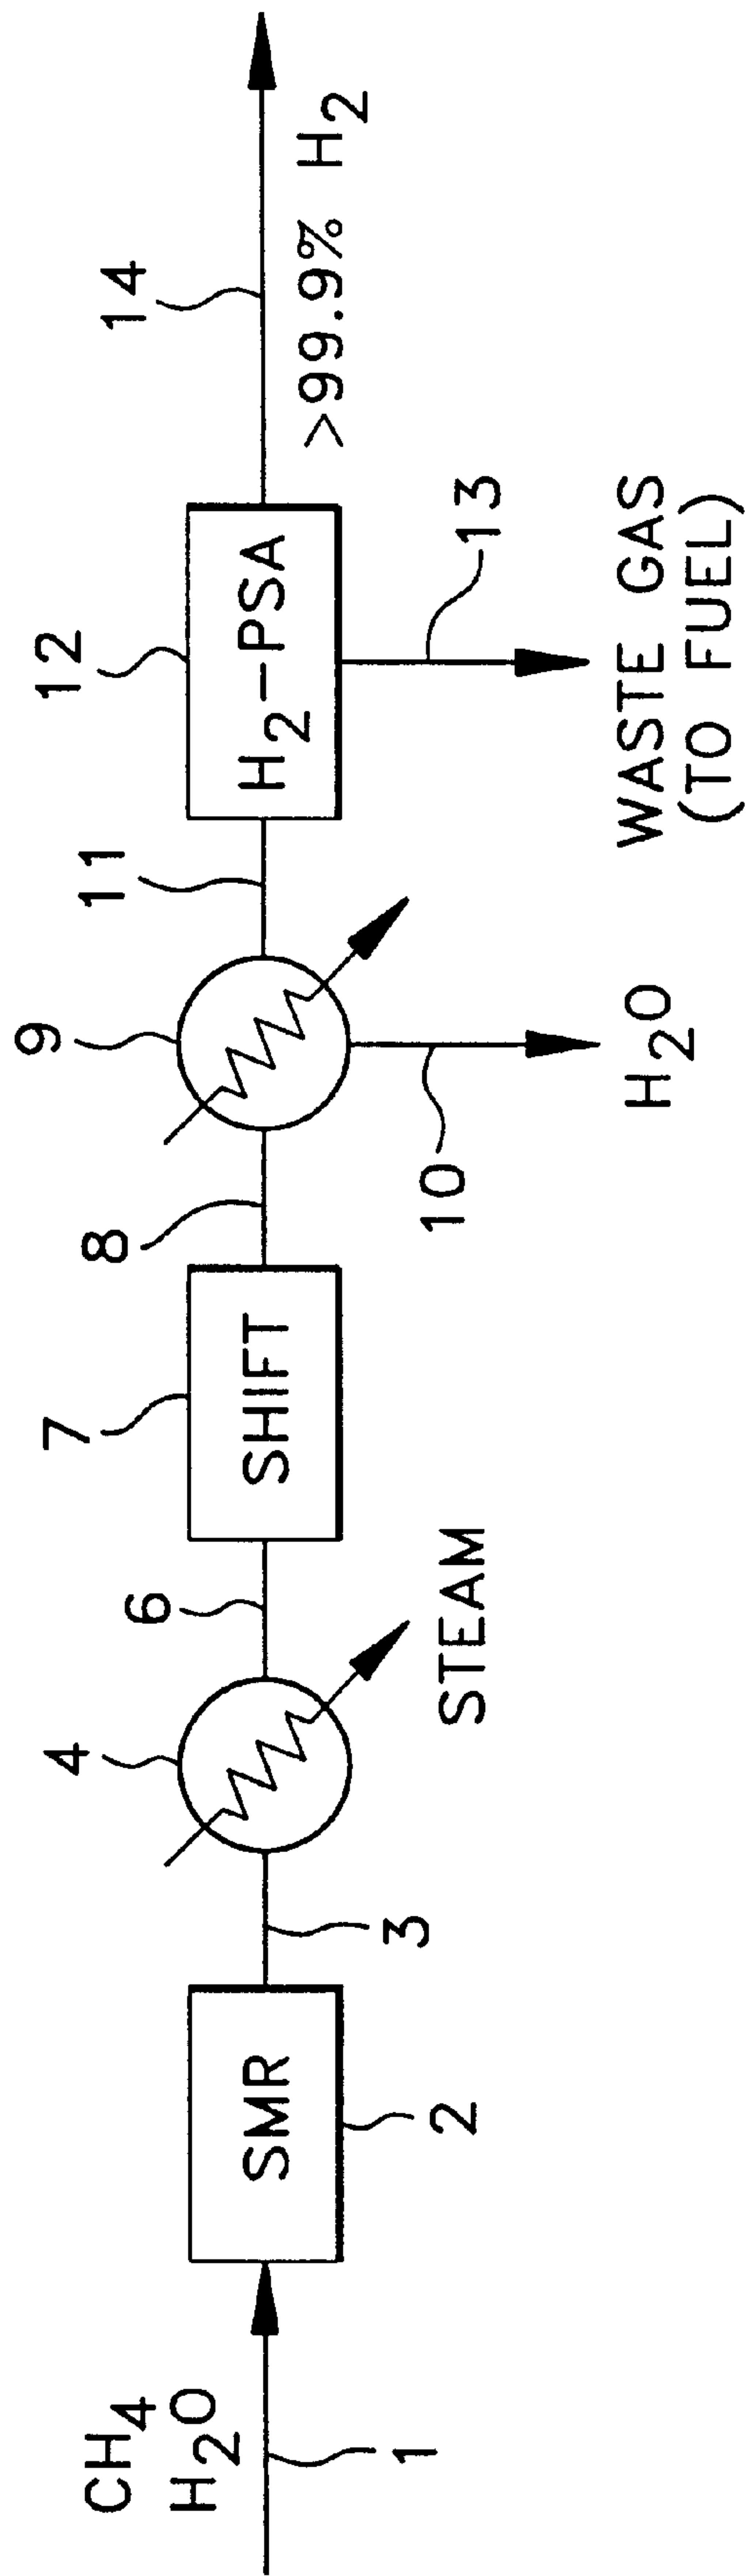 CH4
H2O
1
SMR
2
3
4
STEAM
6
SHIFT
7
8
9
10
H2O
11
H2-PSA
12
13
WASTE GAS
(TO FUEL)
14
>99.9% H2